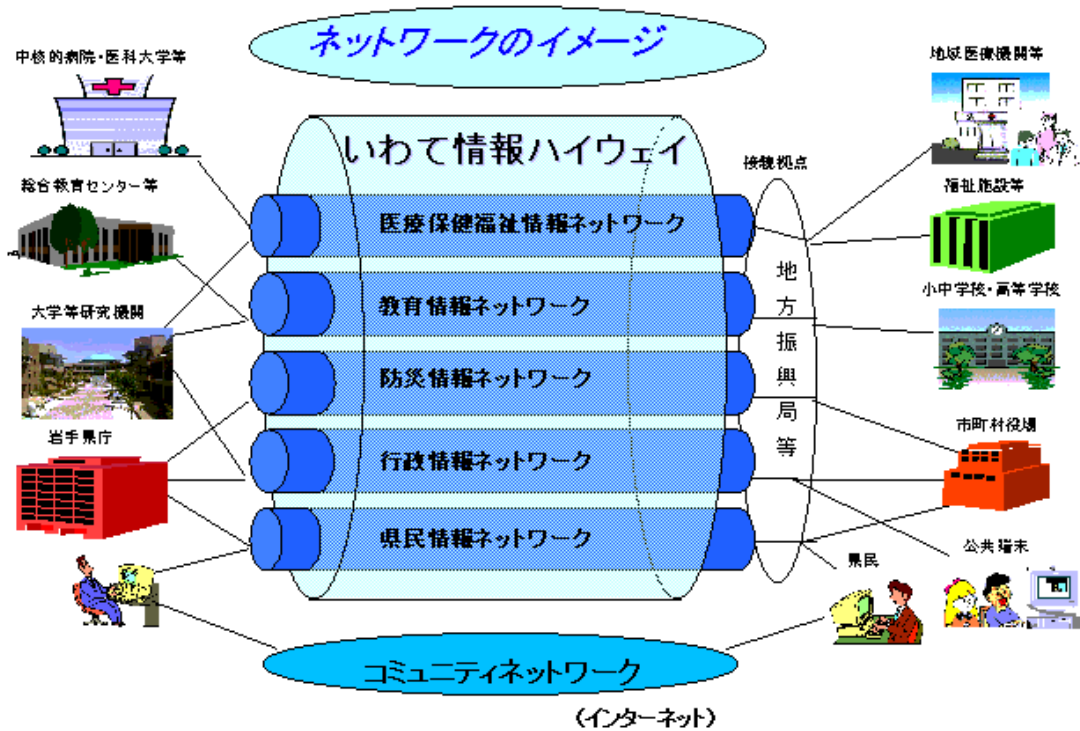 ネットワークのイメージ
中核的病院・医科大学等
地域医療機関等
いわて情報ハイウェイ
接続拠点
総合教育センター等
福祉施設等
医療保健福祉情報ネットワーク
地方振興局等
大学等研究機関
教育情報ネットワーク
小中学校・高等学校
防災情報ネットワーク
岩手県庁
市町村役場
行政情報ネットワーク
県民情報ネットワーク
県民
公共端末
コミュニティネットワーク
(インターネット)